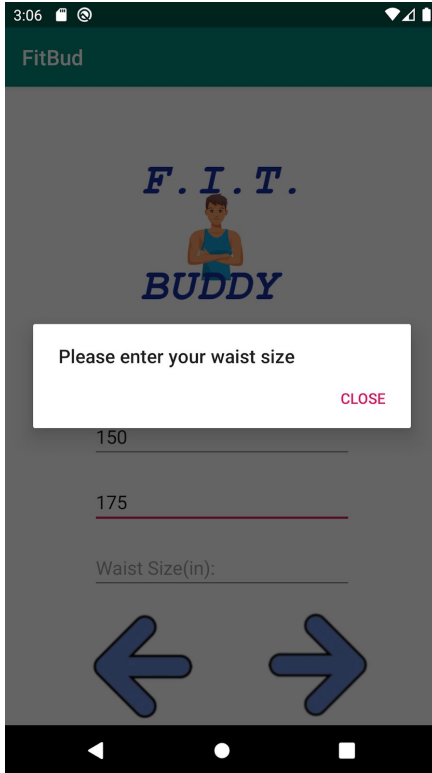 3:06
FitBud
F.I.T.
BUDDY
Please enter your waist size
CLOSE
150
175
Waist Size(in):